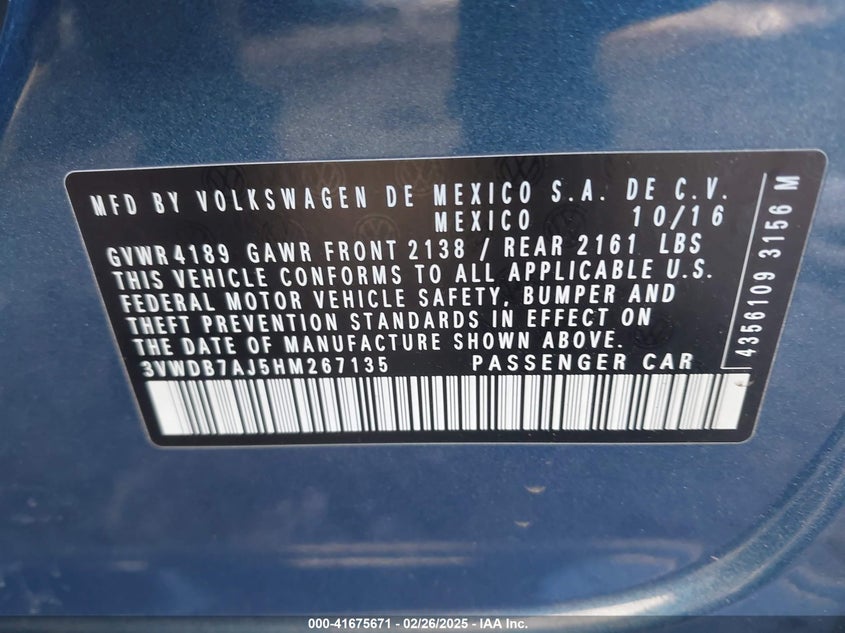 MFD BY VOLKSWAGEN DE MEXICO S.A. DE C.V.
MEXICO 10/16
GVWR 4189 GAWR FRONT 2138 / REAR 2161 LBS
THIS VEHICLE CONFORMS TO ALL APPLICABLE U.S.
FEDERAL MOTOR VEHICLE SAFETY, BUMPER AND
THEFT PREVENTION STANDARDS IN EFFECT ON
THE DATE OF MANUFACTURE SHOWN ABOVE.
3VWDB7AJ5HM267135 PASSENGER CAR
4356109 3156 M
000-41675671 / 02/26/2025 - IAA Inc.